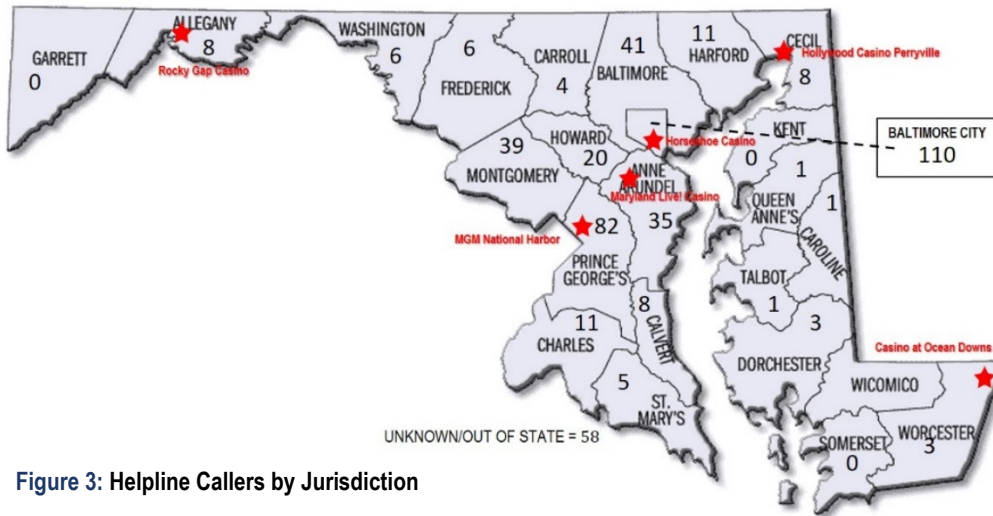 GARRETT
0
ALLEGANY
8
Rocky Gap Casino
WASHINGTON
6
6
FREDERICK
CARROLL
4
41
BALTIMORE
11
HARFORD
CECIL
Hollywood Casino Perryville
8
BALTIMORE CITY
110
HOWARD
20
39
MONTGOMERY
Horseshoe Casino
ANNE
ARUNDEL
Maryland Live! Casino
35
MGM National Harbor
82
PRINCE
GEORGE'S
KENT
0
1
QUEEN
ANNE'S
1
CAROLINE
TALBOT
1
8
CALVERT
11
CHARLES
5
ST.
MARY'S
3
DORCHESTER
Casino at Ocean Downs
WICOMICO
WORCESTER
3
SOMERSET
0
UNKNOWN/OUT OF STATE = 58
Figure 3: Helpline Callers by Jurisdiction